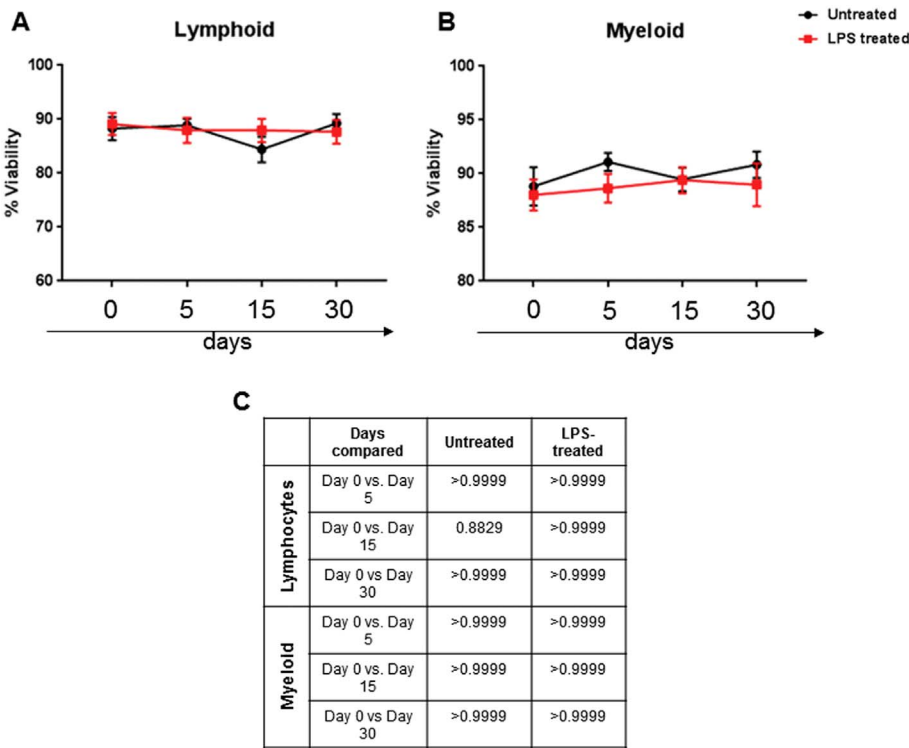 A
Lymphoid
% Viability
100
90
80
70
60
0 5 15 30
days
B
Myeloid
% Viability
100
95
90
85
80
0 5 15 30
days
Untreated
LPS treated
C
Days
compared
Untreated
LPS-
treated
Lymphocytes
Day 0 vs. Day
5
>0.9999
>0.9999
Day 0 vs. Day
15
0.8829
>0.9999
Day 0 vs Day
30
>0.9999
>0.9999
Myeloid
Day 0 vs. Day
5
>0.9999
>0.9999
Day 0 vs. Day
15
>0.9999
>0.9999
Day 0 vs Day
30
>0.9999
>0.9999